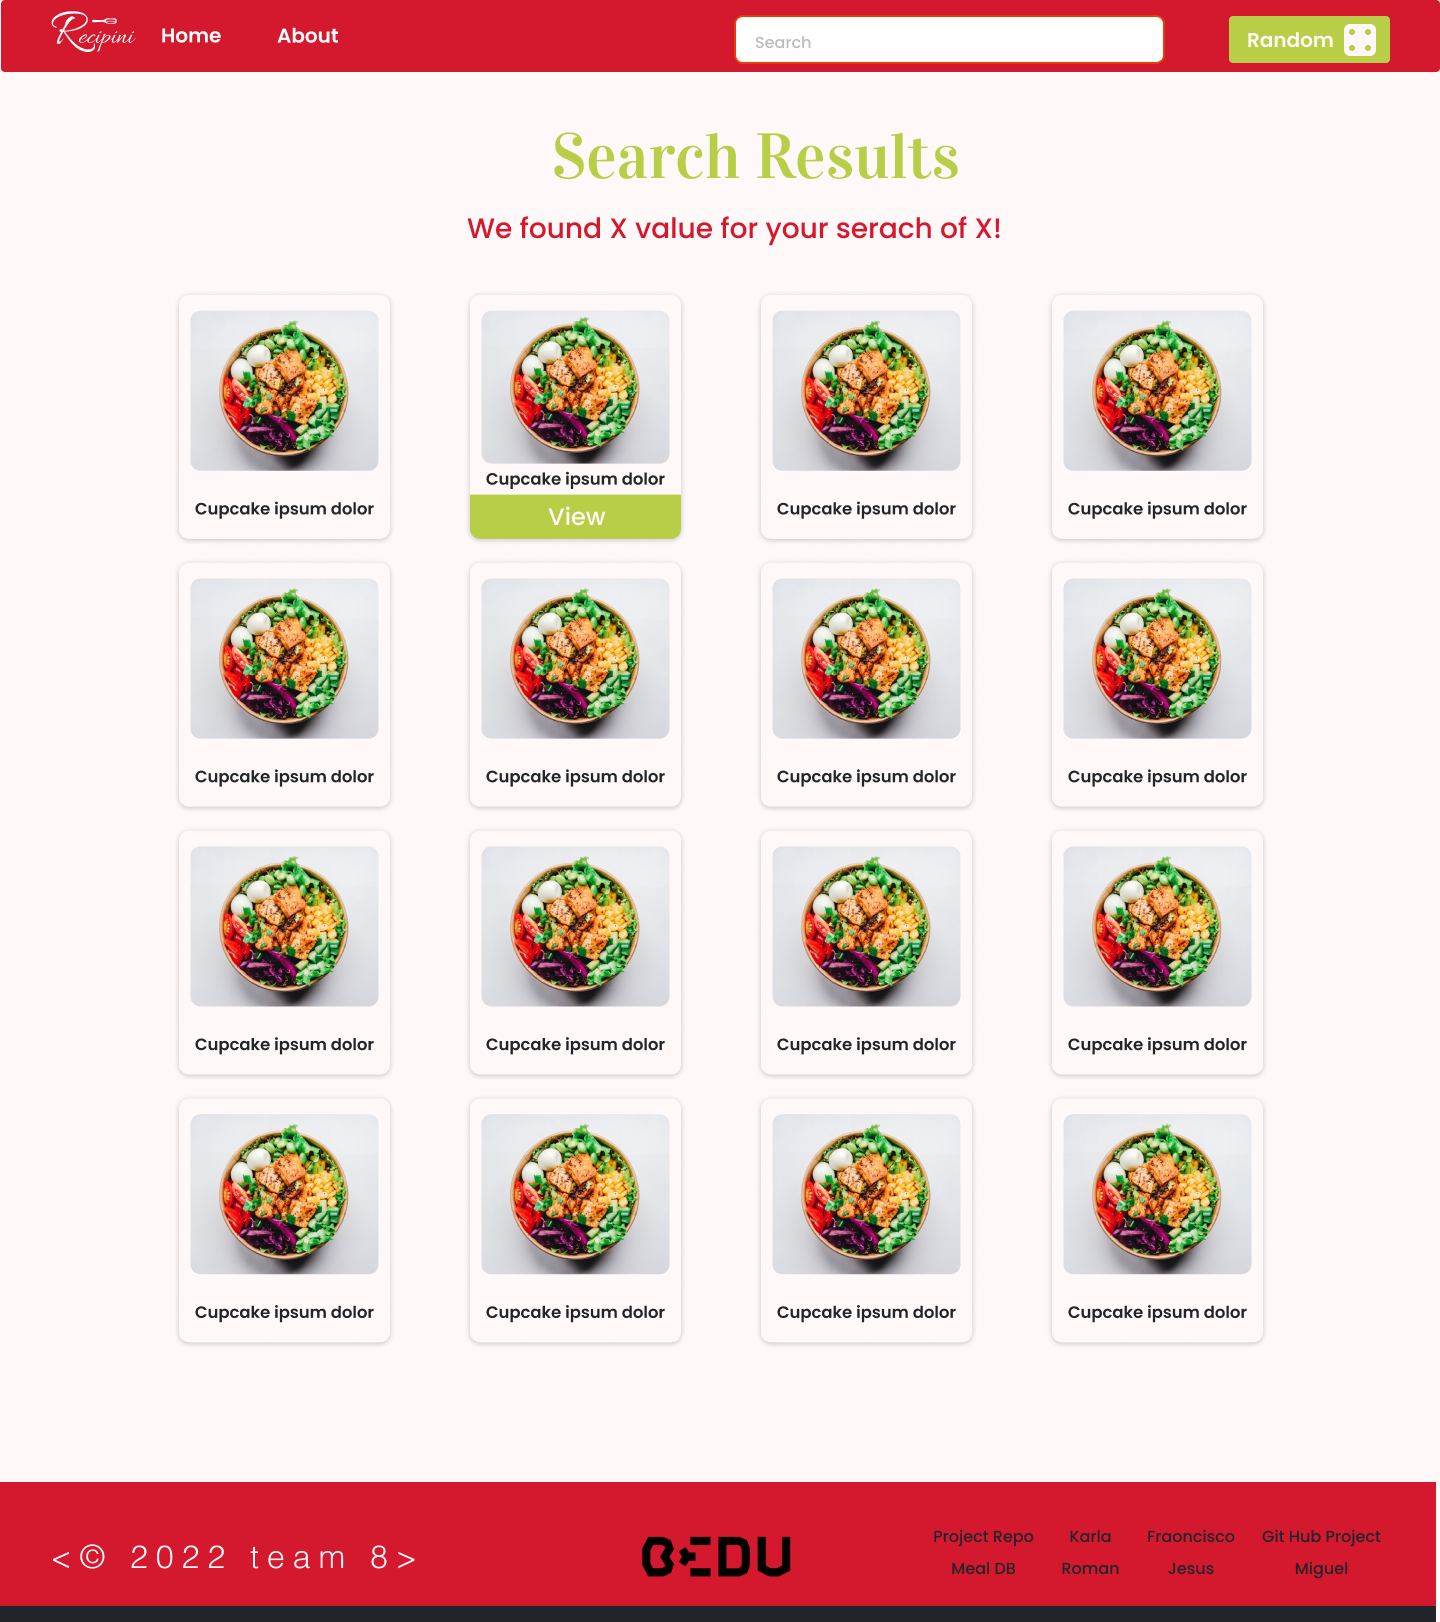 Recipini
Home
About
Search
Random
Search Results
We found X value for your serach of X!
Cupcake ipsum dolor
Cupcake ipsum dolor
View
Cupcake ipsum dolor
Cupcake ipsum dolor
Cupcake ipsum dolor
Cupcake ipsum dolor
Cupcake ipsum dolor
Cupcake ipsum dolor
Cupcake ipsum dolor
Cupcake ipsum dolor
Cupcake ipsum dolor
Cupcake ipsum dolor
Cupcake ipsum dolor
Cupcake ipsum dolor
Cupcake ipsum dolor
Cupcake ipsum dolor
<© 2022 team 8>
BEDU
Project Repo
Karla
Fraoncisco
Git Hub Project
Meal DB
Roman
Jesus
Miguel